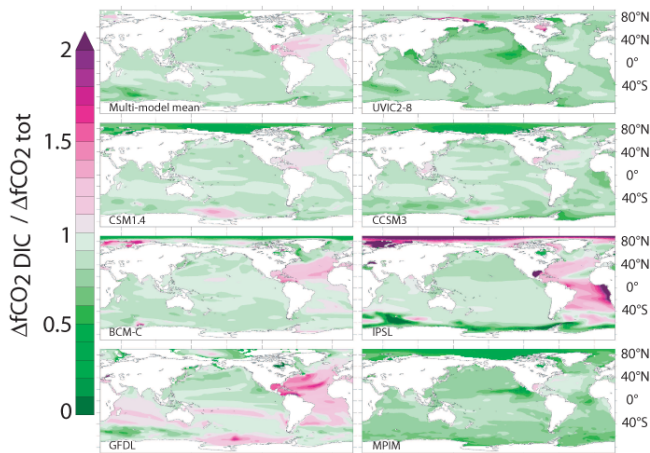 ΔfCO2 DIC / ΔfCO2 tot
2
1.5
1
0.5
0
Multi-model mean
UVIC2-8
80°N
40°N
0°
40°S
CSM1.4
CCSM3
80°N
40°N
0°
40°S
BCM-C
IPSL
80°N
40°N
0°
40°S
GFDL
MPIM
80°N
40°N
0°
40°S